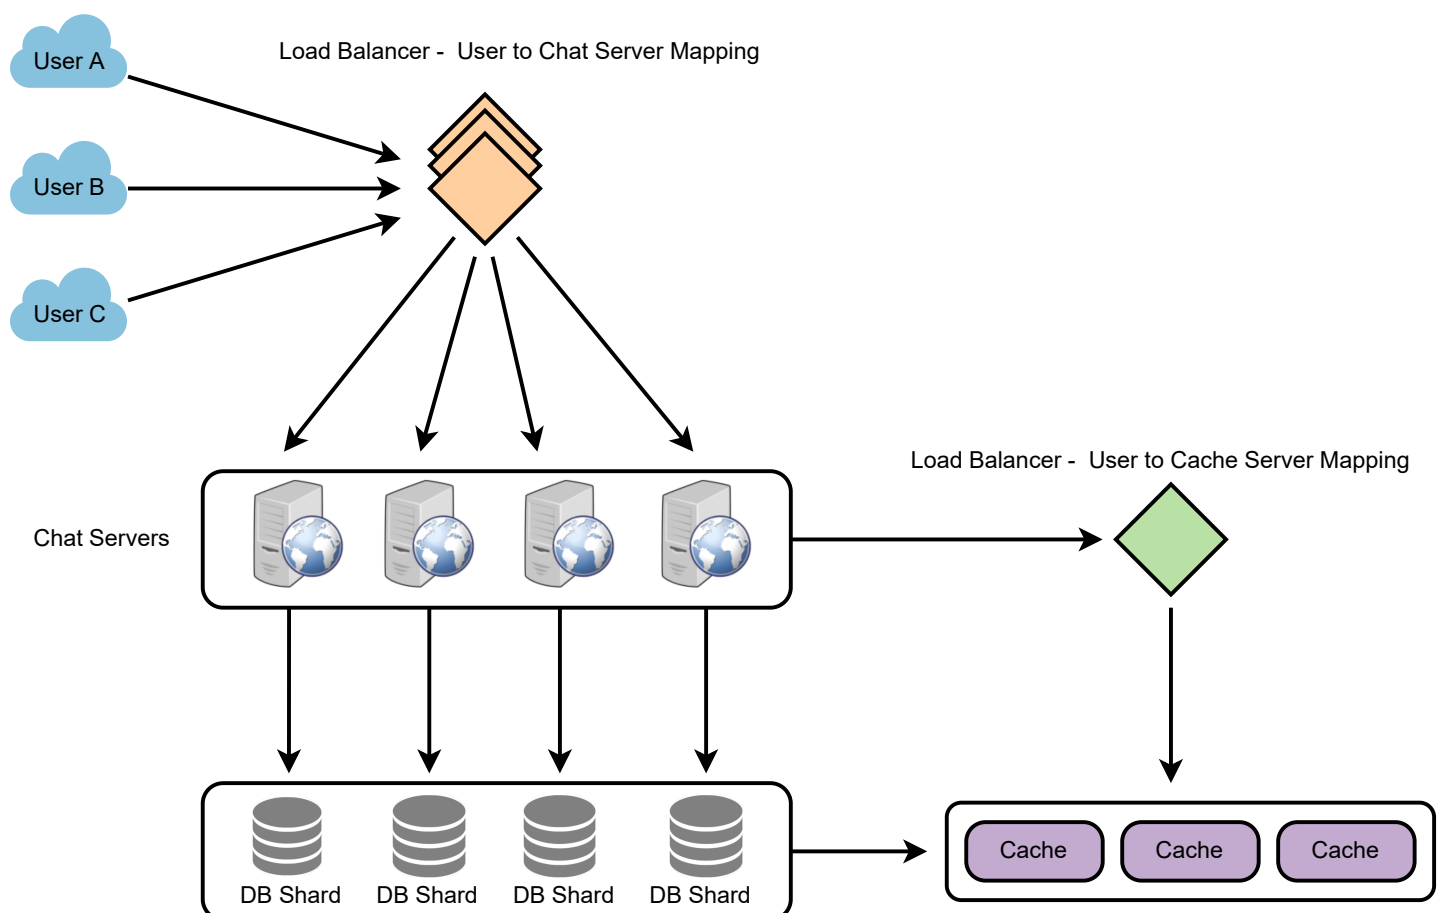 User A
Load Balancer -  User to Chat Server Mapping
User B
User C
Load Balancer -  User to Cache Server Mapping
Chat Servers
Cache
Cache
Cache
DB Shard
DB Shard
DB Shard
DB Shard